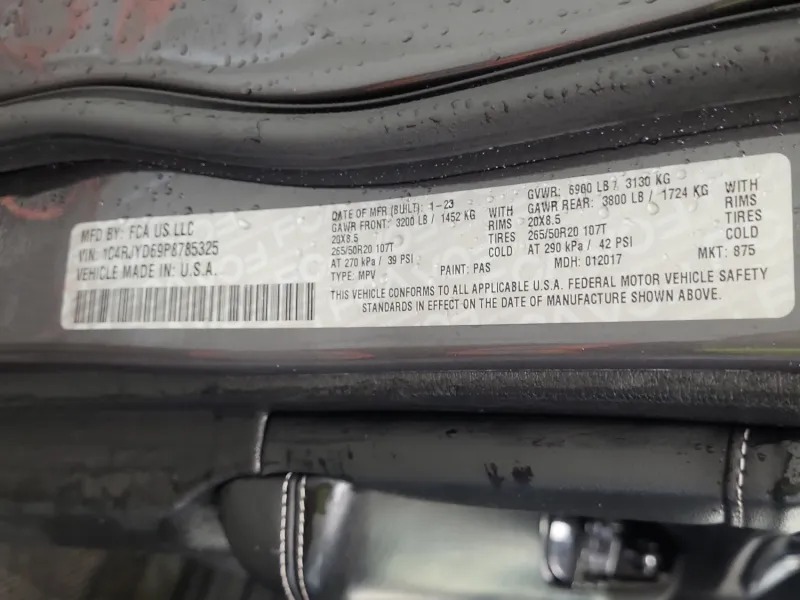 MFD BY: FCA US LLC
VIN: 1C4RJYD69P8785325
VEHICLE MADE IN: U.S.A.
DATE OF MFR (BUILT): 1-23
GAWR FRONT: 3200 LB / 1452 KG WITH
20X8.5 RIMS
265/50R20 107T TIRES
AT 270 kPa / 39 PSI COLD
GVWR: 6900 LB / 3130 KG
GAWR REAR: 3800 LB / 1724 KG WITH
20X8.5 RIMS
265/50R20 107T TIRES
AT 290 kPa / 42 PSI COLD
TYPE: MPV PAINT: PAS MDH: 012017 MKT: 875
THIS VEHICLE CONFORMS TO ALL APPLICABLE U.S.A. FEDERAL MOTOR VEHICLE SAFETY
STANDARDS IN EFFECT ON THE DATE OF MANUFACTURE SHOWN ABOVE.